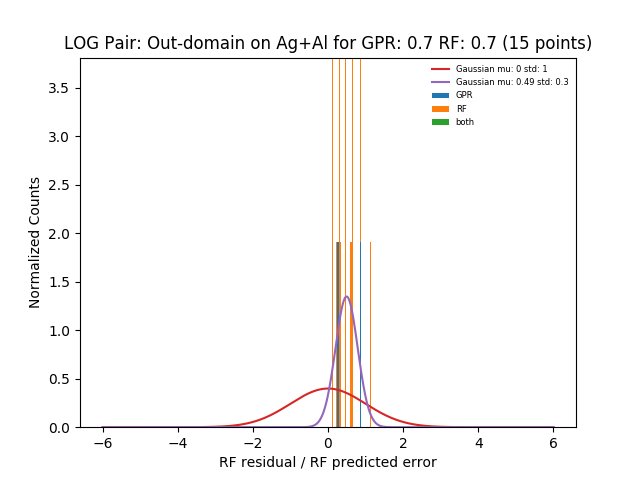 LOG Pair: Out-domain on Ag+Al for GPR: 0.7 RF: 0.7 (15 points)
Gaussian mu: 0 std: 1
Gaussian mu: 0.49 std: 0.3
GPR
RF
both
Normalized Counts
3.5
3.0
2.5
2.0
1.5
1.0
0.5
0.0
−6
−4
−2
0
2
4
6
RF residual / RF predicted error